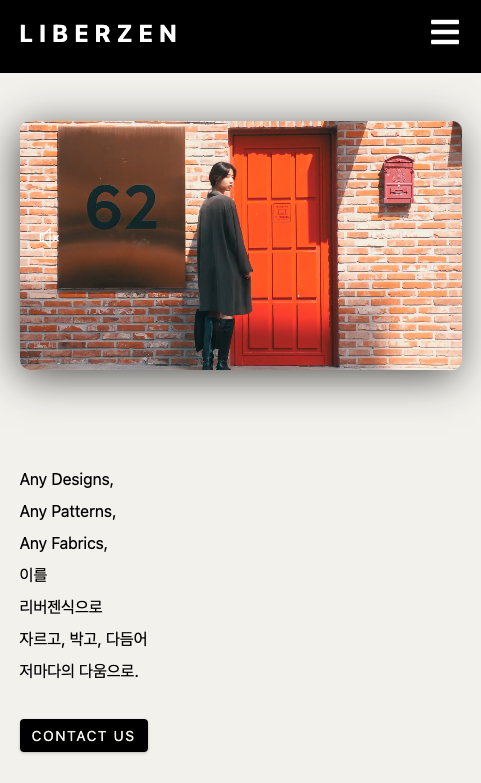 LIBERZEN
62
Any Designs,
Any Patterns,
Any Fabrics,
이를
리버젠식으로
자르고, 박고, 다듬어
저마다의 다움으로.
CONTACT US